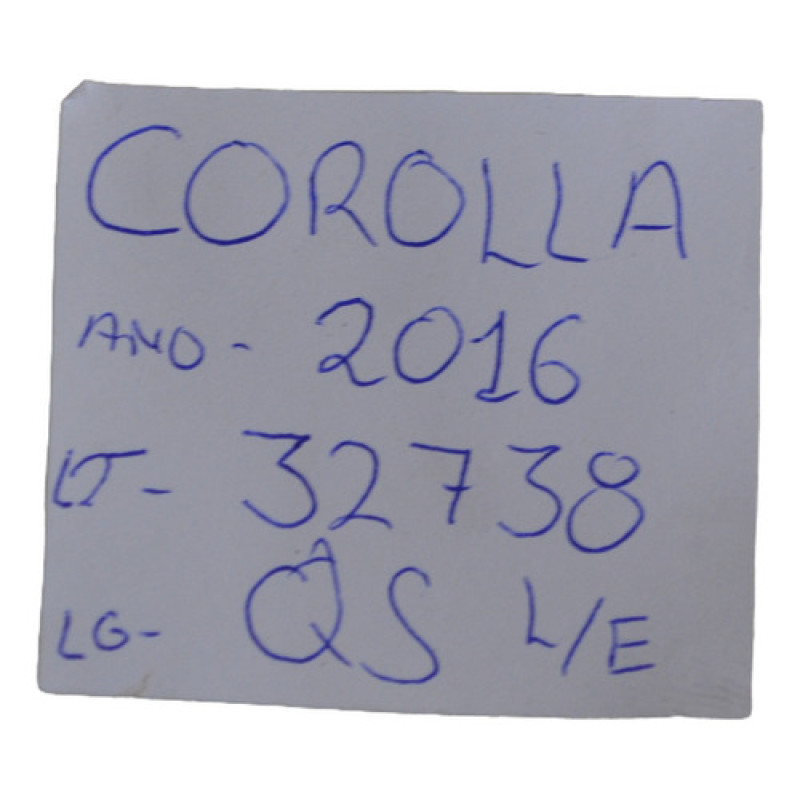 COROLLA
ANO - 2016
LT - 32738
LG - QS L/E